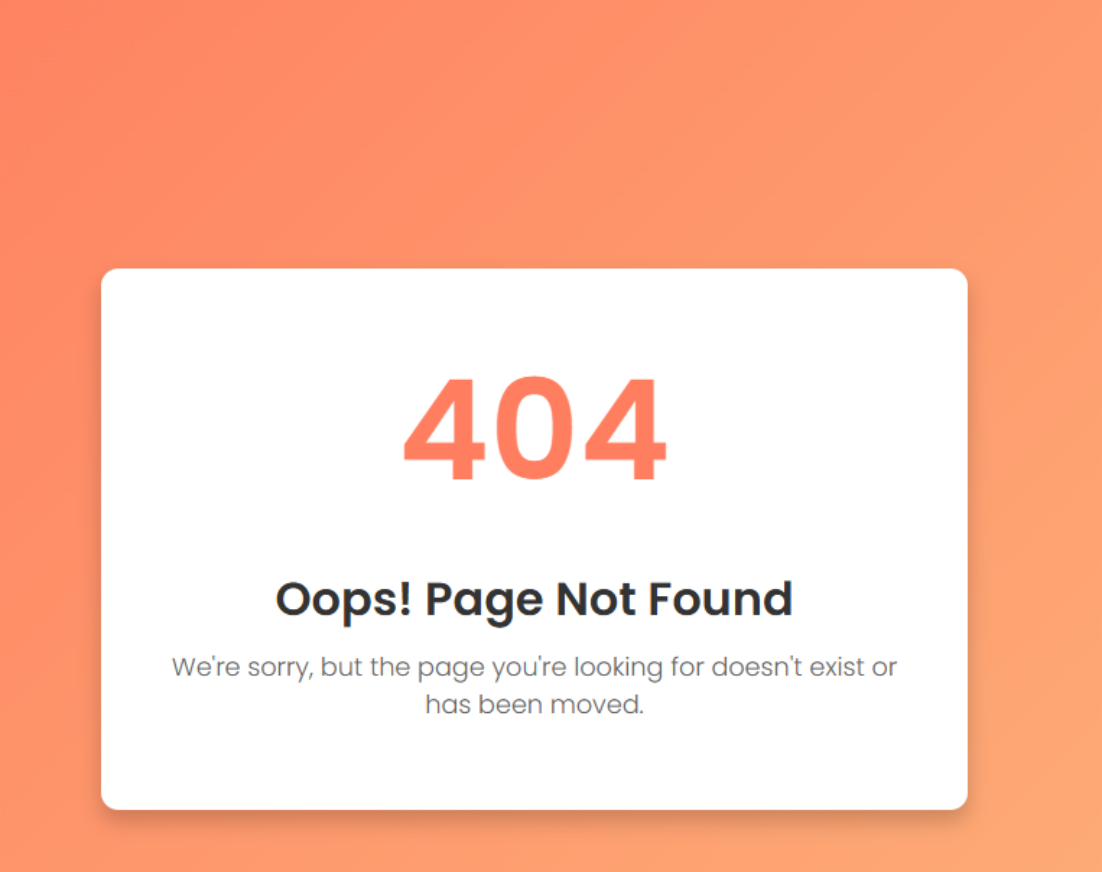 404
Oops! Page Not Found
We're sorry, but the page you're looking for doesn't exist or
has been moved.